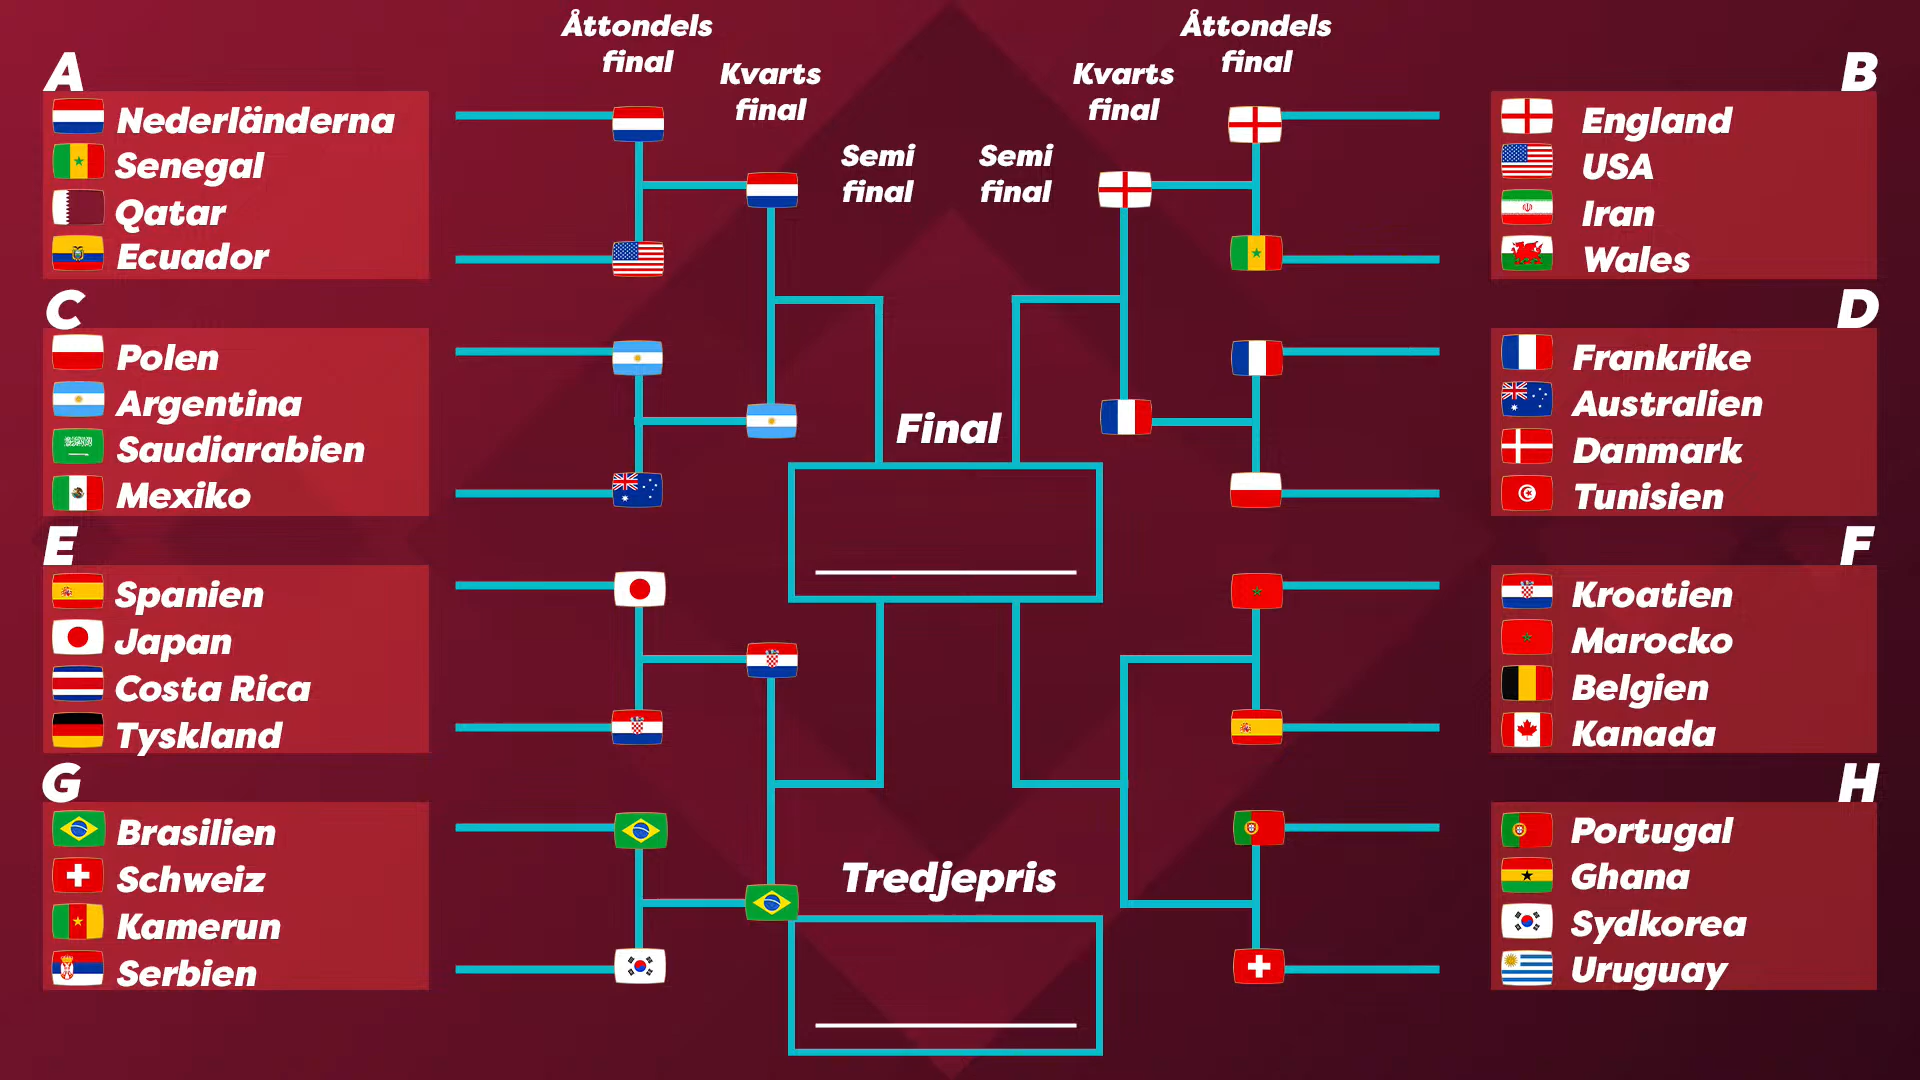 Åttondels
final
Kvarts
final
Semi
final
Semi
final
Kvarts
final
Åttondels
final
A
Nederländerna
Senegal
Qatar
Ecuador
C
Polen
Argentina
Saudiarabien
Mexiko
E
Spanien
Japan
Costa Rica
Tyskland
G
Brasilien
Schweiz
Kamerun
Serbien
Final
Tredjepris
B
England
USA
Iran
Wales
D
Frankrike
Australien
Danmark
Tunisien
F
Kroatien
Marocko
Belgien
Kanada
H
Portugal
Ghana
Sydkorea
Uruguay